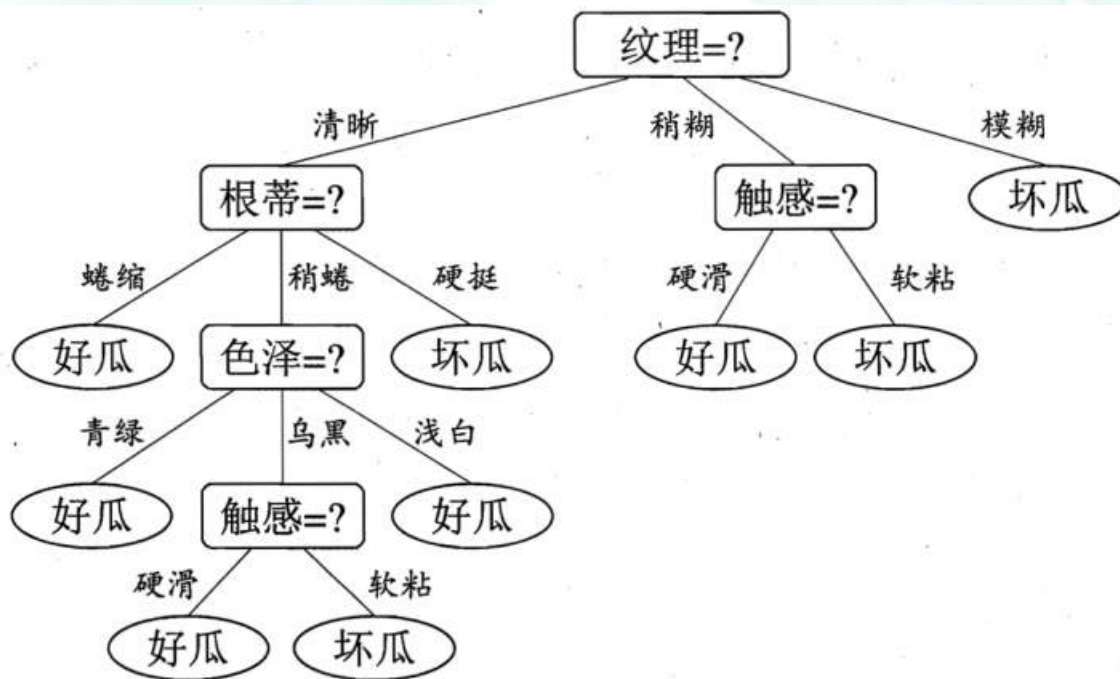 纹理=?
清晰 稍糊 模糊
根蒂=? 触感=? 坏瓜
蜷缩 稍蜷 硬挺 硬滑 软粘
好瓜 色泽=? 坏瓜 好瓜 坏瓜
青绿 乌黑 浅白
好瓜 触感=? 好瓜
硬滑 软粘
好瓜 坏瓜